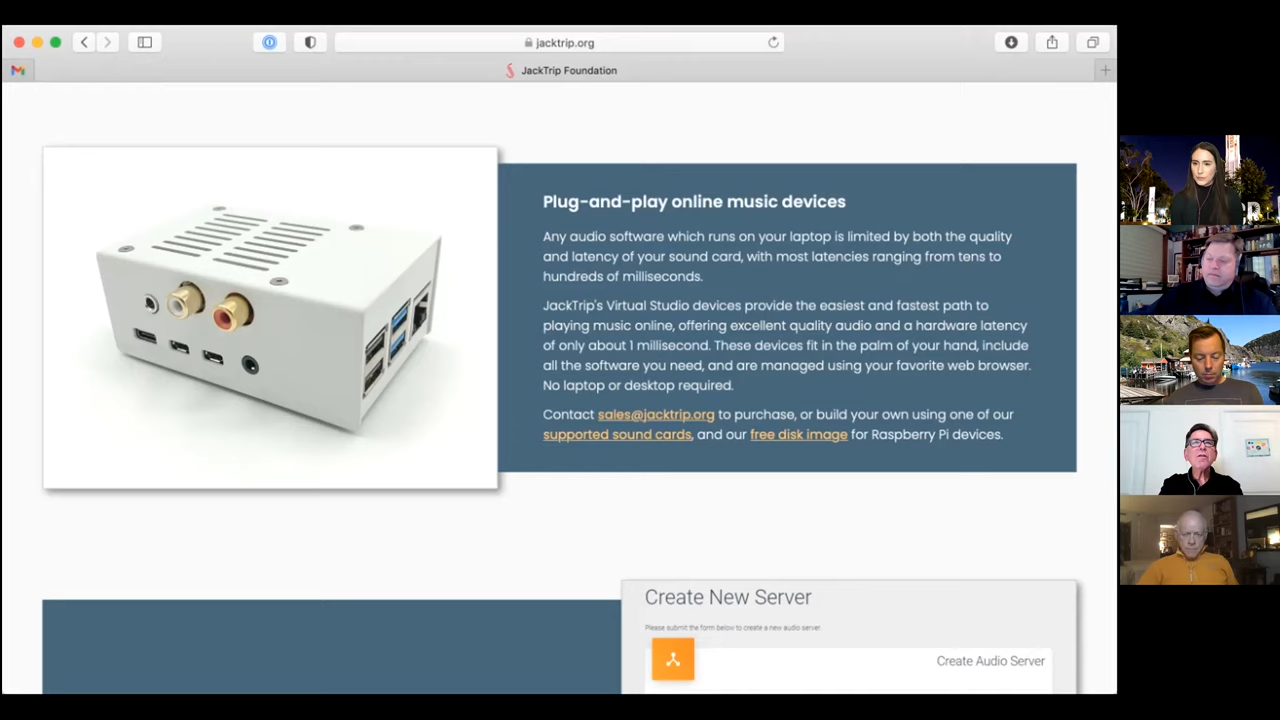 jacktrip.org
JackTrip Foundation
Plug-and-play online music devices
Any audio software which runs on your laptop is limited by both the quality
and latency of your sound card, with most latencies ranging from tens to
hundreds of milliseconds.
JackTrip's Virtual Studio devices provide the easiest and fastest path to
playing music online, offering excellent quality audio and a hardware latency
of only about 1 millisecond. These devices fit in the palm of your hand, include
all the software you need, and are managed using your favorite web browser.
No laptop or desktop required.
Contact sales@jacktrip.org to purchase, or build your own using one of our
supported sound cards, and our free disk image for Raspberry Pi devices.
Create New Server
Please submit the form below to create a new audio server.
Create Audio Server